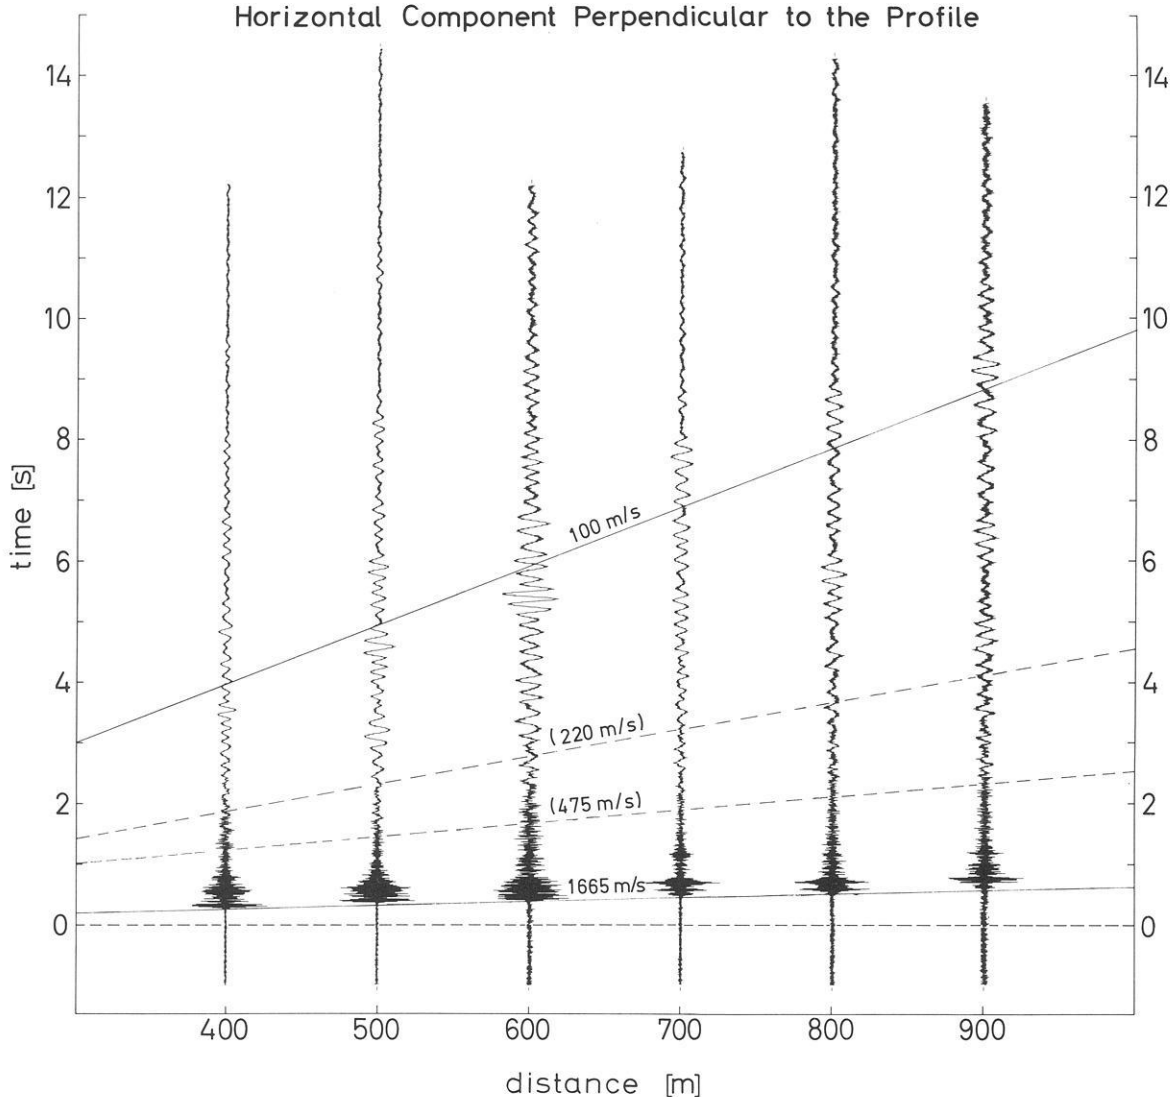 Horizontal Component Perpendicular to the Profile
14 14
12 12
10 10
8 8
100 m/s
time [s]
6 6
4 4
(220 m/s)
(475 m/s)
2 2
1665 m/s
0 0
400 500 600 700 800 900
distance [m]